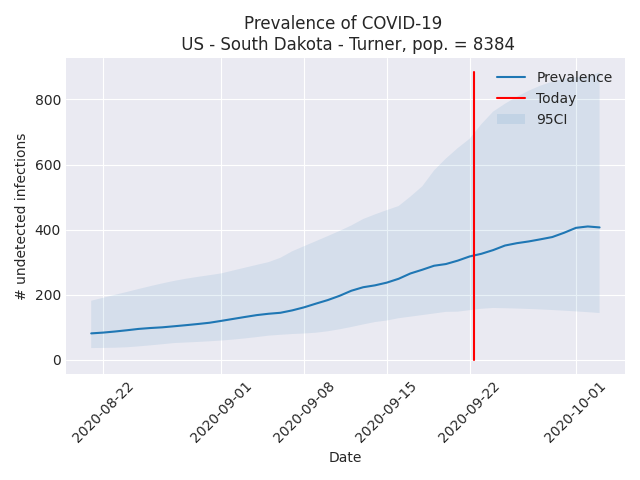 Prevalence of COVID-19
US - South Dakota - Turner, pop. = 8384
Prevalence
Today
95CI
# undetected infections
800
600
400
200
0
2020-08-22
2020-09-01
2020-09-08
2020-09-15
2020-09-22
2020-10-01
Date